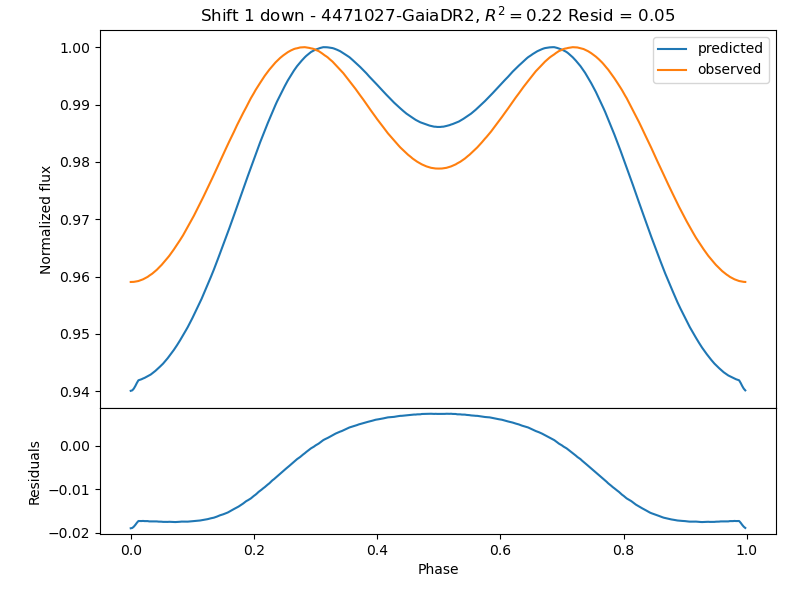 Shift 1 down - 4471027-GaiaDR2, R² = 0.22 Resid = 0.05
predicted
observed
Normalized flux
1.00
0.99
0.98
0.97
0.96
0.95
0.94
Residuals
0.00
−0.01
−0.02
0.0 0.2 0.4 0.6 0.8 1.0
Phase